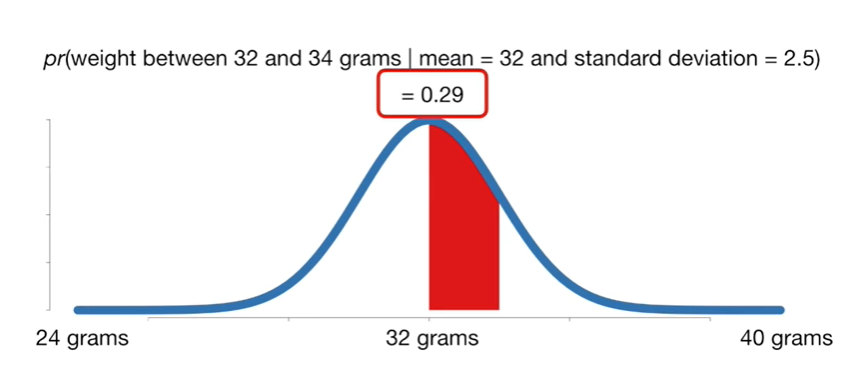 pr(weight between 32 and 34 grams | mean = 32 and standard deviation = 2.5)
= 0.29
24 grams 32 grams 40 grams